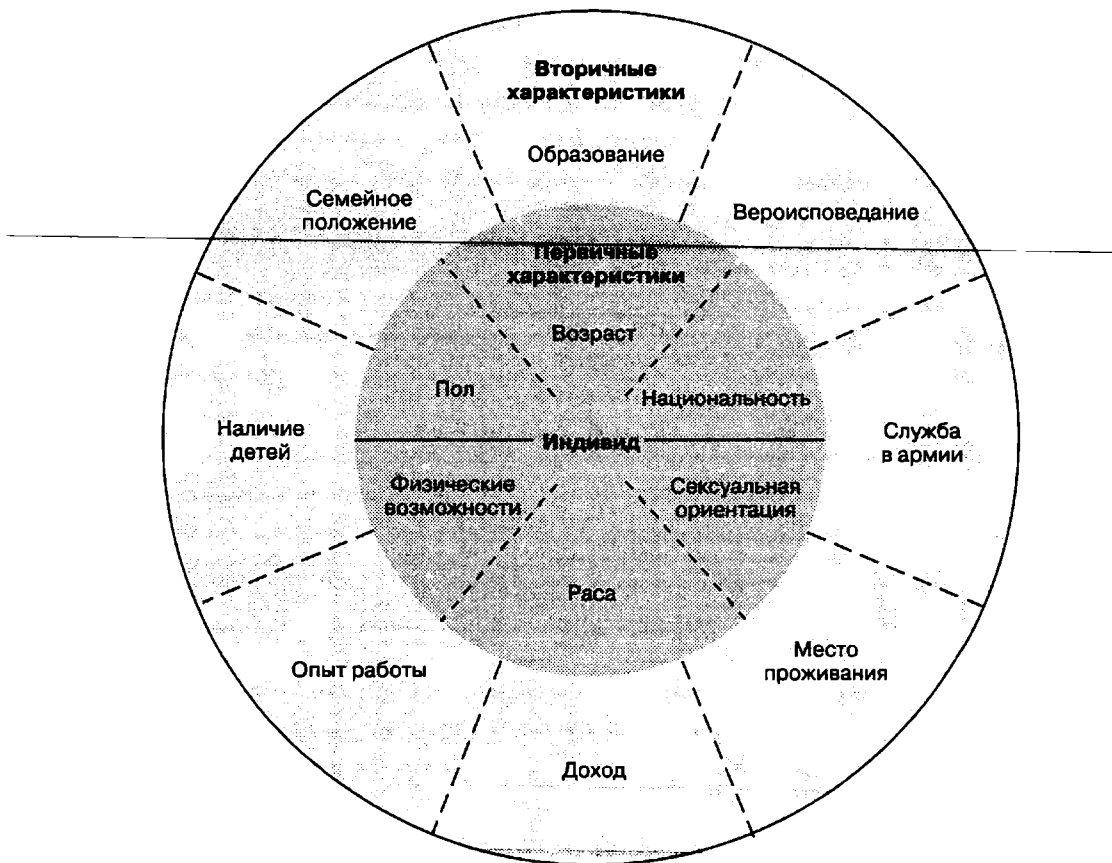 Вторичные
характеристики
Образование
Семейное
положение
Вероисповедание
Первичные
характеристики
Возраст
Пол
Национальность
Наличие
детей
Индивид
Служба
в армии
Физические
возможности
Сексуальная
ориентация
Раса
Опыт работы
Место
проживания
Доход